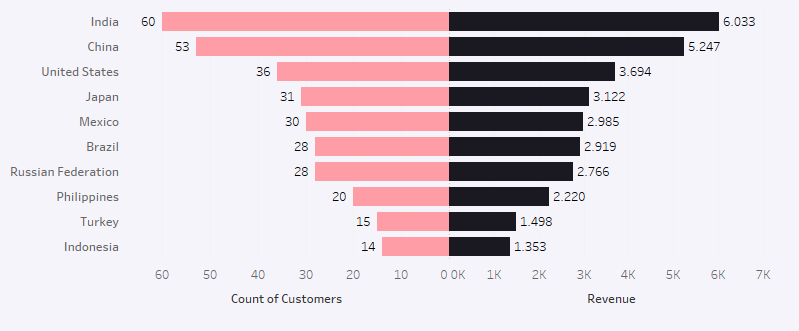 India 60 6.033
China 53 5.247
United States 36 3.694
Japan 31 3.122
Mexico 30 2.985
Brazil 28 2.919
Russian Federation 28 2.766
Philippines 20 2.220
Turkey 15 1.498
Indonesia 14 1.353
60 50 40 30 20 10 0 0K 1K 2K 3K 4K 5K 6K 7K
Count of Customers Revenue